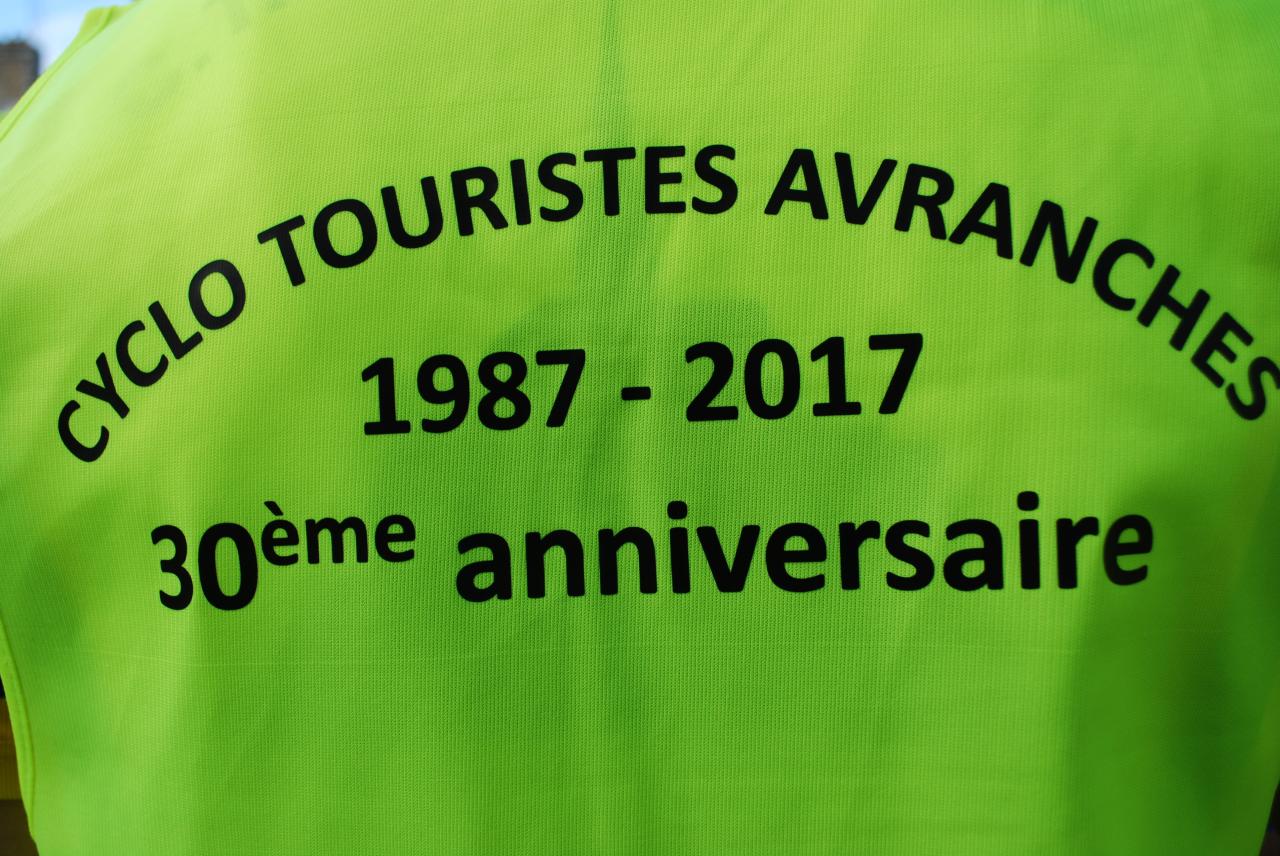 CYCLO TOURISTES AVRANCHES
1987 - 2017
30ème anniversaire